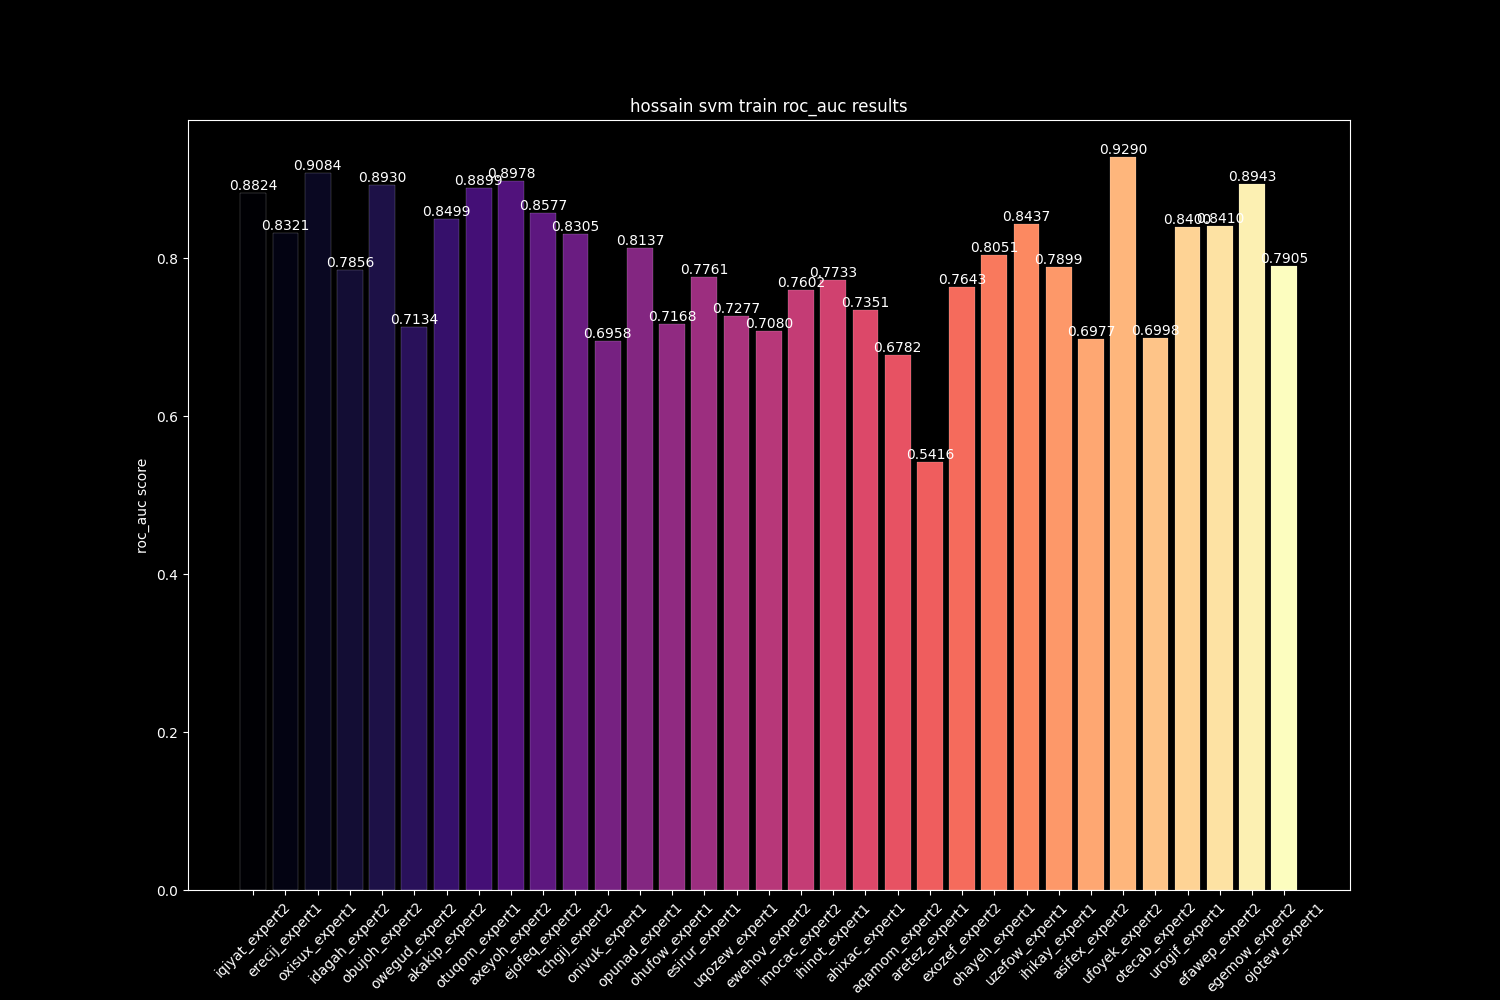 hossain svm train roc_auc results
0.8824
0.8321
0.9084
0.7856
0.8930
0.7134
0.8499
0.8899
0.8978
0.8577
0.8305
0.6958
0.8137
0.7168
0.7761
0.7277
0.7080
0.7602
0.7733
0.7351
0.6782
0.5416
0.7643
0.8051
0.8437
0.7899
0.6977
0.9290
0.6998
0.8400
0.8410
0.8943
0.7905
roc_auc score
0.8
0.6
0.4
0.2
0.0
iqjyat_expert2
erecij_expert1
oxisux_expert1
idagah_expert2
obujoh_expert2
owegud_expert2
akakip_expert2
otuqom_expert1
axeyoh_expert2
ejofeq_expert2
tchgjj_expert2
onivuk_expert1
opunad_expert1
ohufow_expert1
esirur_expert1
uqozew_expert1
ewehov_expert2
imocac_expert2
ihinot_expert1
ahixac_expert1
aqamom_expert2
aretez_expert1
exozef_expert2
ohayeh_expert1
uzefow_expert1
ihikay_expert1
asifex_expert2
ufoyek_expert2
otecab_expert2
urogif_expert1
efawep_expert2
egemow_expert2
ojotew_expert1